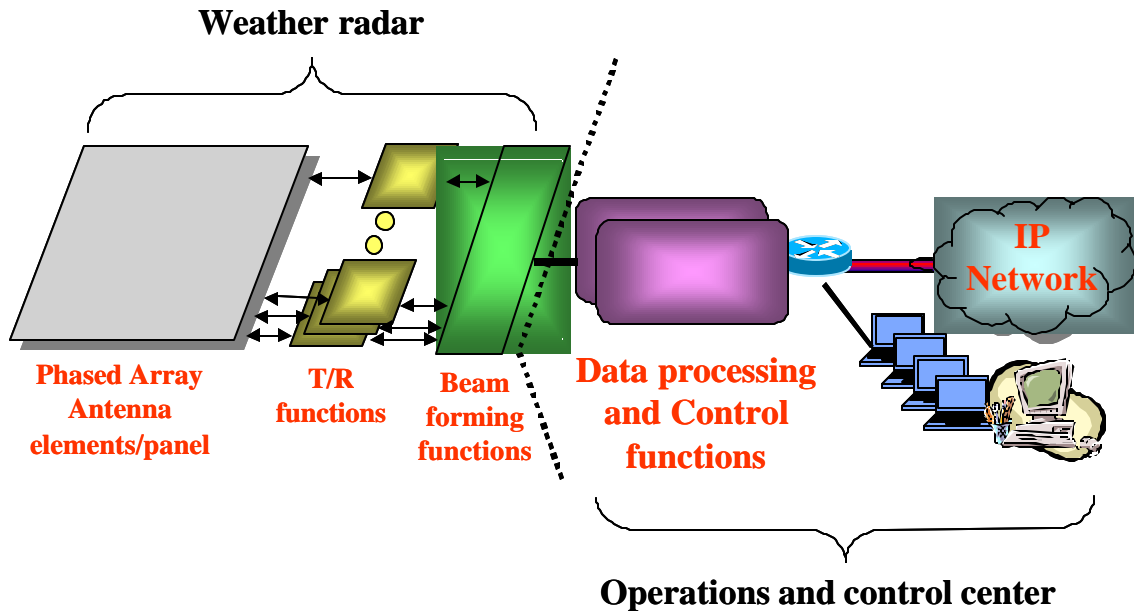 Weather radar
IP
Network
Phased Array
Antenna
elements/panel
T/R
functions
Beam
forming
functions
Data processing
and Control
functions
Operations and control center